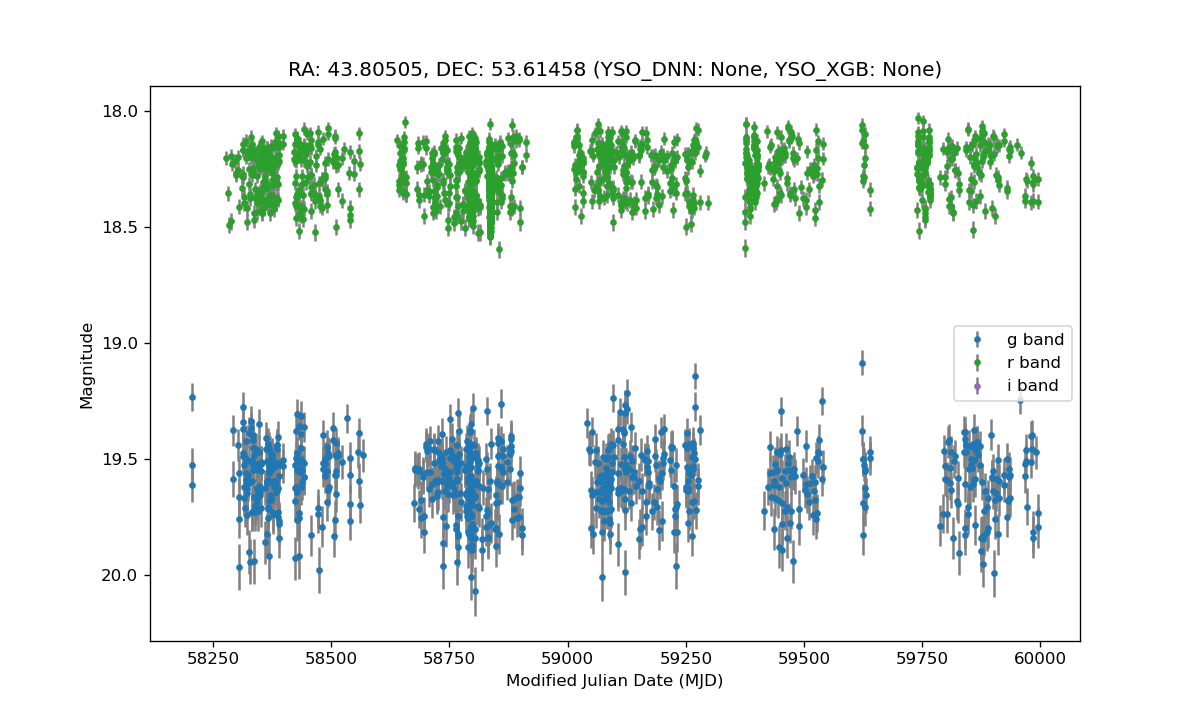 RA: 43.80505, DEC: 53.61458 (YSO_DNN: None, YSO_XGB: None)
18.0
18.5
19.0
19.5
20.0
Magnitude
g band
r band
i band
58250 58500 58750 59000 59250 59500 59750 60000
Modified Julian Date (MJD)